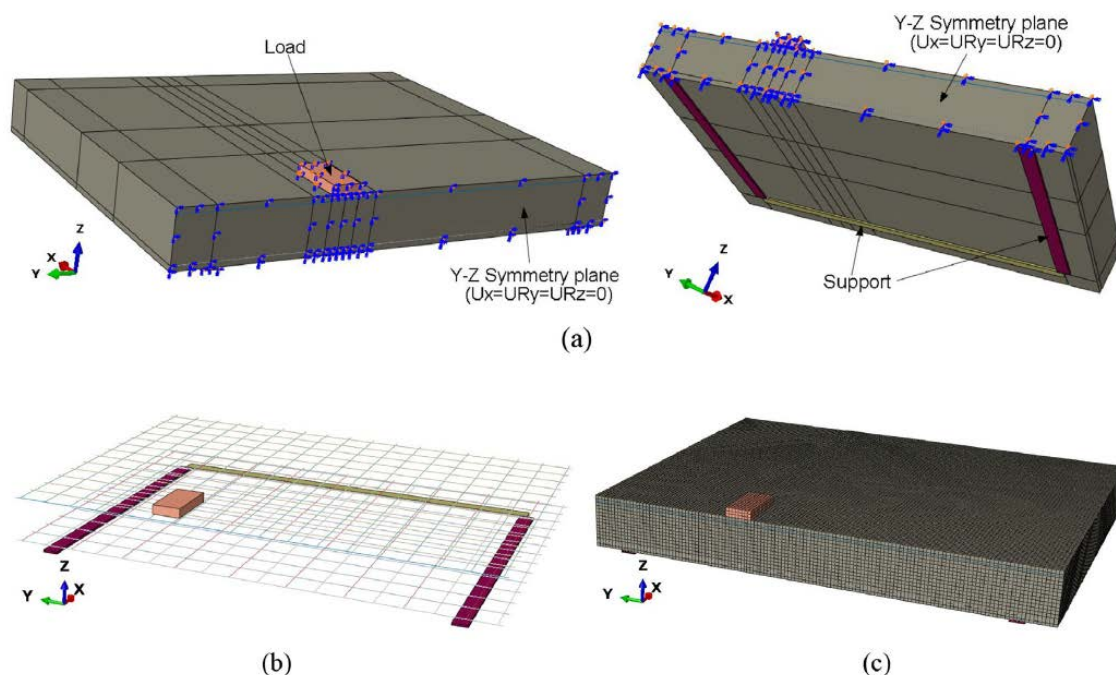 Load
Y-Z Symmetry plane
(Ux=URy=URz=0)
Z
X
Y
Y-Z Symmetry plane
(Ux=URy=URz=0)
Support
Z
Y
X
(a)
Z
Y
X
(b)
Z
Y
X
(c)